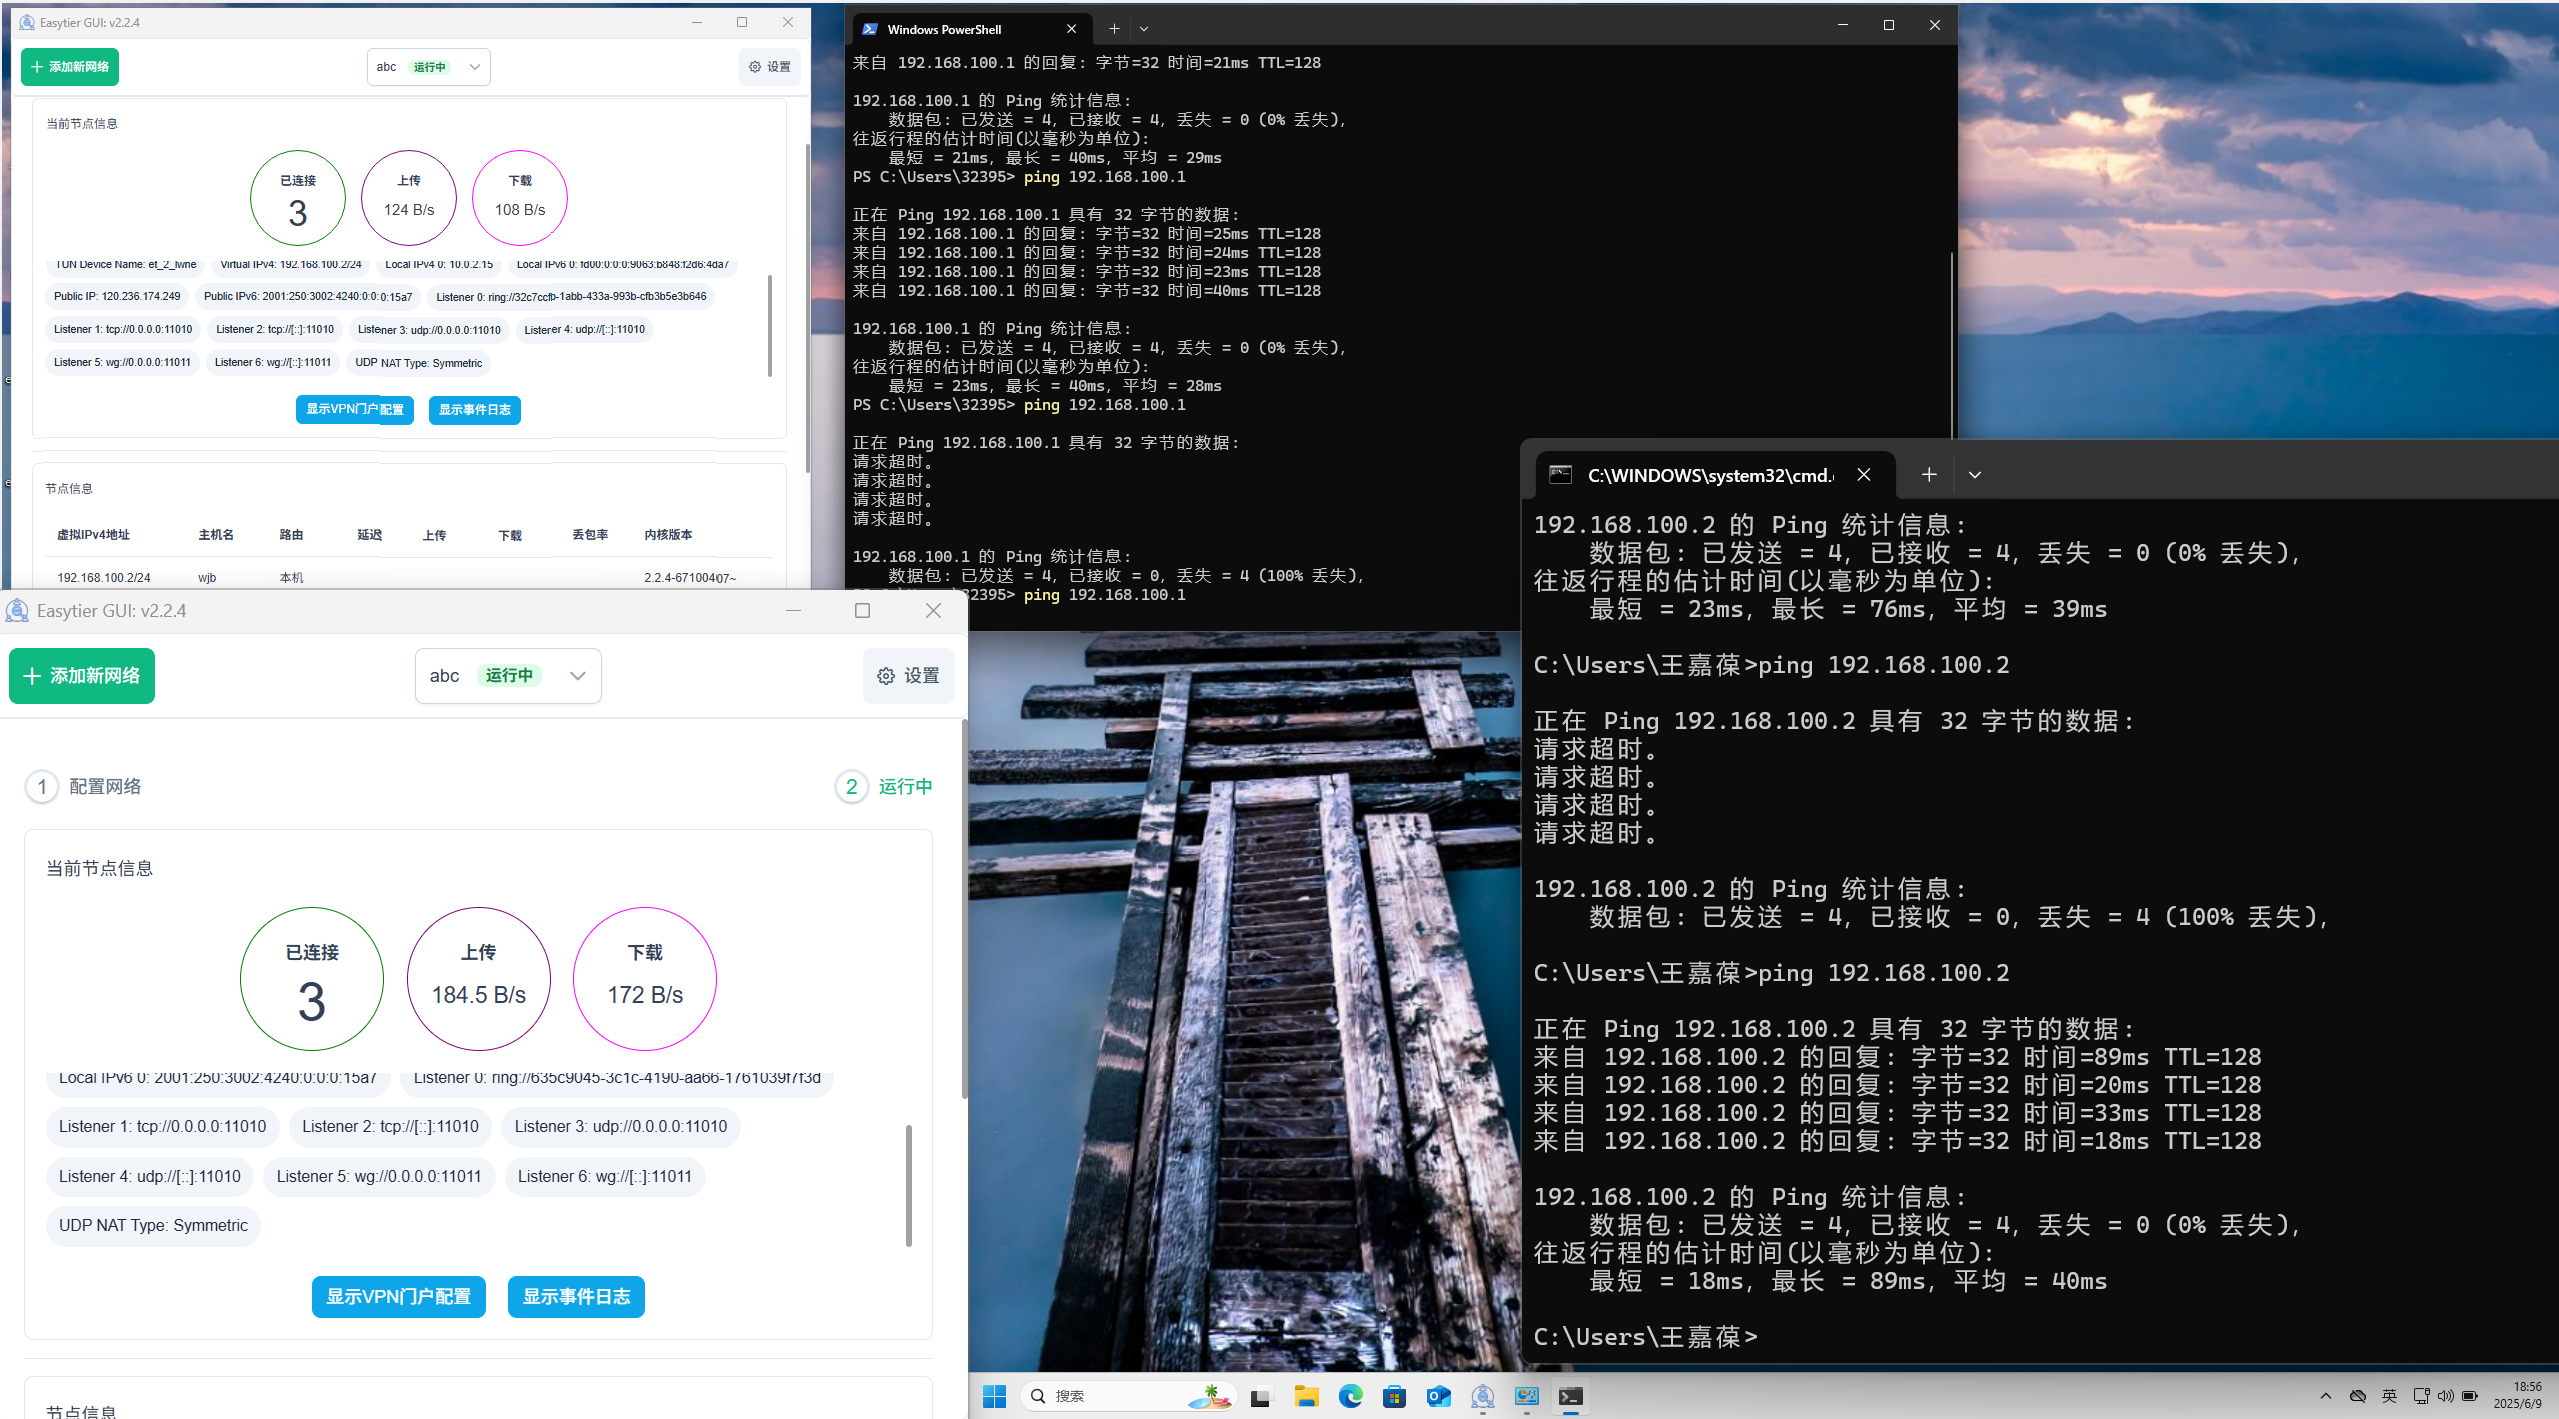 Easytier GUI: v2.2.4
添加新网络
abc 运行中
设置
当前节点信息
已连接
3
上传
124 B/s
下载
108 B/s
TUN Device Name: et_2_lwne
Virtual IPv4: 192.168.100.2/24
Local IPv4 0: 10.0.2.15
Local IPv6 0: fd00:0:0:0:9063:b848:f2d6:4da7
Public IP: 120.236.174.249
Public IPv6: 2001:250:3002:4240:0:0:0:15a7
Listener 0: ring://32c7ccfb-1abb-433a-993b-cfb3b5e3b646
Listener 1: tcp://0.0.0.0:11010
Listener 2: tcp://[::]:11010
Listener 3: udp://0.0.0.0:11010
Listener 4: udp://[::]:11010
Listener 5: wg://0.0.0.0:11011
Listener 6: wg://[::]:11011
UDP NAT Type: Symmetric
显示VPN门户配置
显示事件日志
节点信息
虚拟IPv4地址 主机名 路由 延迟 上传 下载 丢包率 内核版本
192.168.100.2/24 wjb 本机 2.2.4-67100407~
Windows PowerShell
来自 192.168.100.1 的回复: 字节=32 时间=21ms TTL=128
192.168.100.1 的 Ping 统计信息:
数据包: 已发送 = 4, 已接收 = 4, 丢失 = 0 (0% 丢失),
往返行程的估计时间(以毫秒为单位):
最短 = 21ms, 最长 = 40ms, 平均 = 29ms
PS C:\Users\32395> ping 192.168.100.1
正在 Ping 192.168.100.1 具有 32 字节的数据:
来自 192.168.100.1 的回复: 字节=32 时间=25ms TTL=128
来自 192.168.100.1 的回复: 字节=32 时间=24ms TTL=128
来自 192.168.100.1 的回复: 字节=32 时间=23ms TTL=128
来自 192.168.100.1 的回复: 字节=32 时间=40ms TTL=128
192.168.100.1 的 Ping 统计信息:
数据包: 已发送 = 4, 已接收 = 4, 丢失 = 0 (0% 丢失),
往返行程的估计时间(以毫秒为单位):
最短 = 23ms, 最长 = 40ms, 平均 = 28ms
PS C:\Users\32395> ping 192.168.100.1
正在 Ping 192.168.100.1 具有 32 字节的数据:
请求超时。
请求超时。
请求超时。
请求超时。
192.168.100.1 的 Ping 统计信息:
数据包: 已发送 = 4, 已接收 = 0, 丢失 = 4 (100% 丢失),
32395> ping 192.168.100.1
Easytier GUI: v2.2.4
添加新网络
abc 运行中
设置
1 配置网络
2 运行中
当前节点信息
已连接
3
上传
184.5 B/s
下载
172 B/s
Local IPv6 0: 2001:250:3002:4240:0:0:0:15a7
Listener 0: ring://635c9045-3c1c-4190-aa66-1761039f7f3d
Listener 1: tcp://0.0.0.0:11010
Listener 2: tcp://[::]:11010
Listener 3: udp://0.0.0.0:11010
Listener 4: udp://[::]:11010
Listener 5: wg://0.0.0.0:11011
Listener 6: wg://[::]:11011
UDP NAT Type: Symmetric
显示VPN门户配置
显示事件日志
节点信息
C:\WINDOWS\system32\cmd.
192.168.100.2 的 Ping 统计信息:
数据包: 已发送 = 4, 已接收 = 4, 丢失 = 0 (0% 丢失),
往返行程的估计时间(以毫秒为单位):
最短 = 23ms, 最长 = 76ms, 平均 = 39ms
C:\Users\王嘉葆>ping 192.168.100.2
正在 Ping 192.168.100.2 具有 32 字节的数据:
请求超时。
请求超时。
请求超时。
请求超时。
192.168.100.2 的 Ping 统计信息:
数据包: 已发送 = 4, 已接收 = 0, 丢失 = 4 (100% 丢失),
C:\Users\王嘉葆>ping 192.168.100.2
正在 Ping 192.168.100.2 具有 32 字节的数据:
来自 192.168.100.2 的回复: 字节=32 时间=89ms TTL=128
来自 192.168.100.2 的回复: 字节=32 时间=20ms TTL=128
来自 192.168.100.2 的回复: 字节=32 时间=33ms TTL=128
来自 192.168.100.2 的回复: 字节=32 时间=18ms TTL=128
192.168.100.2 的 Ping 统计信息:
数据包: 已发送 = 4, 已接收 = 4, 丢失 = 0 (0% 丢失),
往返行程的估计时间(以毫秒为单位):
最短 = 18ms, 最长 = 89ms, 平均 = 40ms
C:\Users\王嘉葆>
搜索
英
18:56
2025/6/9